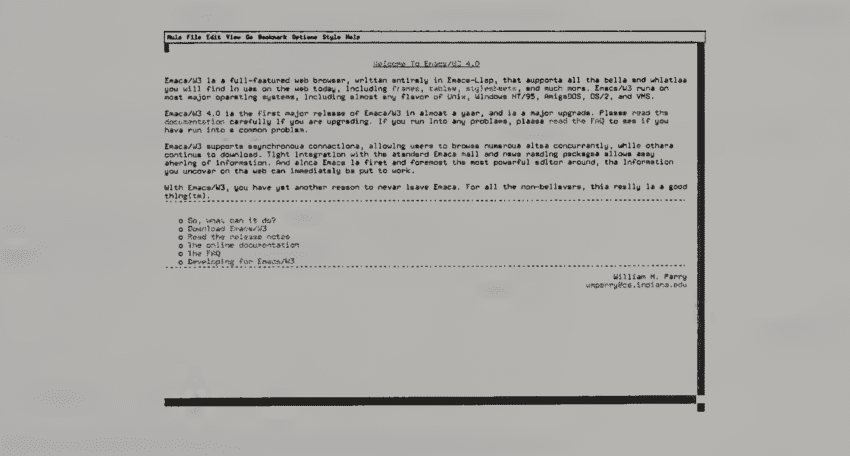 Mule File Edit View Go Bookmark Options Style Help
Welcome To Emacs/W3 4.0
Emacs/W3 is a full-featured web browser, written entirely in Emacs-Lisp, that supports all the bells and whistles
you will find in use on the web today, including frames, tables, stylesheets, and much more. Emacs/W3 runs on
most major operating systems, including almost any flavor of Unix, Windows NT/95, AmigaDOS, OS/2, and VMS.
Emacs/W3 4.0 is the first major release of Emacs/W3 in almost a year, and is a major upgrade. Please read the
documentation carefully if you are upgrading. If you run into any problems, please read the FAQ to see if you
have run into a common problem.
Emacs/W3 supports asynchronous connections, allowing users to browse numerous sites concurrently, while others
continue to download. Tight integration with the standard Emacs mail and news reading packages allows easy
sharing of information. And since Emacs is first and foremost the most powerful editor around, the information
you uncover on the web can immediately be put to work.
With Emacs/W3, you have yet another reason to never leave Emacs. For all the non-believers, this really is a good
thing(tm).
o So, what can it do?
o Download Emacs/W3
o Read the release notes
o The online documentation
o The FAQ
o Developing for Emacs/W3
William M. Perry
wmperry@cs.indiana.edu